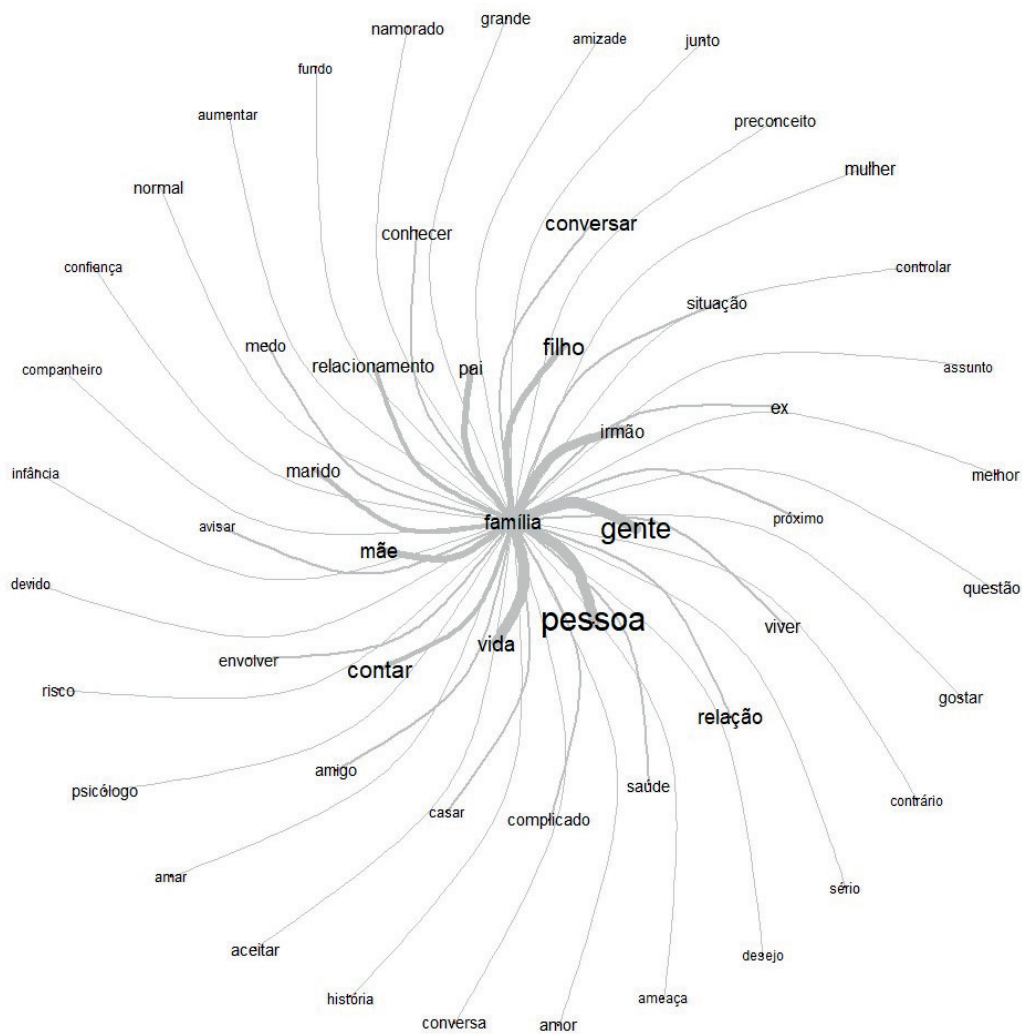 grande
namorado
amizade
junto
fundo
aumentar
preconceito
normal
mulher
conversar
conhecer
confiança
controlar
situação
medo
filho
relacionamento
pai
companheiro
assunto
ex
irmão
marido
infância
melhor
família
próximo
avisar
gente
mãe
devido
questão
pessoa
viver
vida
envolver
contar
risco
gostar
relação
amigo
saúde
psicólogo
contrário
casar
complicado
amar
sério
aceitar
desejo
história
ameaça
conversa
amor